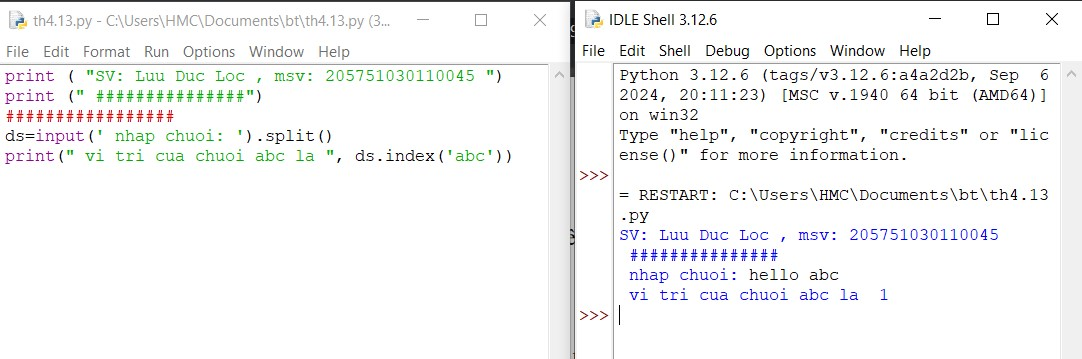 th4.13.py - C:\Users\HMC\Documents\bt\th4.13.py (3...
File Edit Format Run Options Window Help
print ( "SV: Luu Duc Loc , msv: 205751030110045 ")
print (" ###############")
#################
ds=input(' nhap chuoi: ').split()
print(" vi tri cua chuoi abc la ", ds.index('abc'))
IDLE Shell 3.12.6
File Edit Shell Debug Options Window Help
Python 3.12.6 (tags/v3.12.6:a4a2d2b, Sep 6
2024, 20:11:23) [MSC v.1940 64 bit (AMD64)]
on win32
Type "help", "copyright", "credits" or "lic
ense()" for more information.
>>>
= RESTART: C:\Users\HMC\Documents\bt\th4.13
.py
SV: Luu Duc Loc , msv: 205751030110045
###############
nhap chuoi: hello abc
vi tri cua chuoi abc la  1
>>>